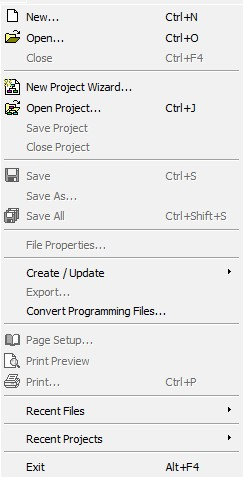 New... Ctrl+N
Open... Ctrl+O
Close Ctrl+F4
New Project Wizard...
Open Project... Ctrl+J
Save Project
Close Project
Save Ctrl+S
Save As...
Save All Ctrl+Shift+S
File Properties...
Create / Update
Export...
Convert Programming Files...
Page Setup...
Print Preview
Print... Ctrl+P
Recent Files
Recent Projects
Exit Alt+F4